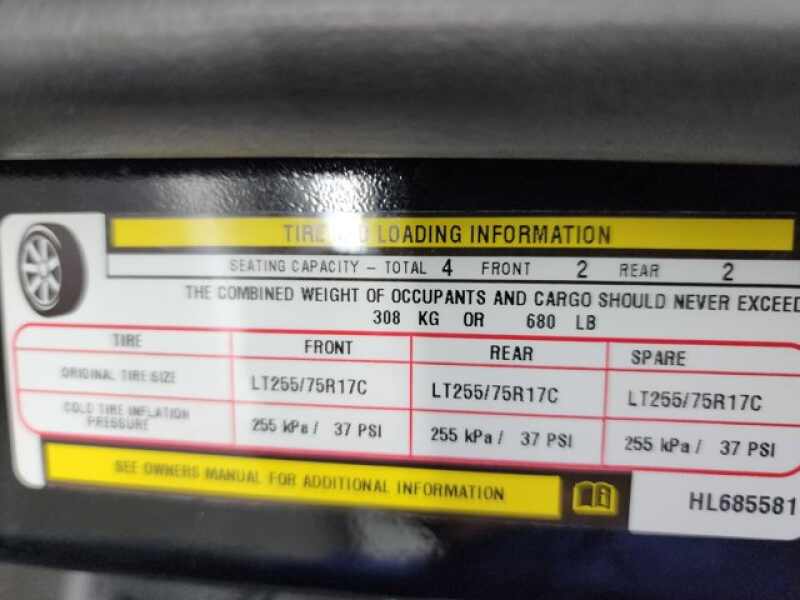 TIRE AND LOADING INFORMATION
SEATING CAPACITY – TOTAL 4 FRONT 2 REAR 2
THE COMBINED WEIGHT OF OCCUPANTS AND CARGO SHOULD NEVER EXCEED
308 KG OR 680 LB
TIRE FRONT REAR SPARE
ORIGINAL TIRE SIZE LT255/75R17C LT255/75R17C LT255/75R17C
COLD TIRE INFLATION PRESSURE 255 kPa / 37 PSI 255 kPa / 37 PSI 255 kPa / 37 PSI
SEE OWNERS MANUAL FOR ADDITIONAL INFORMATION
HL685581